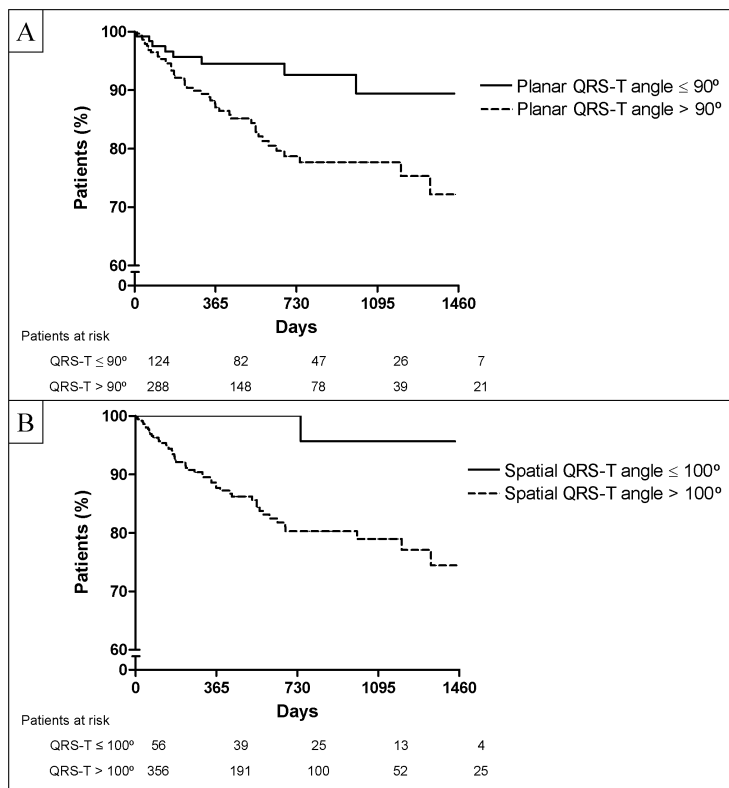 A
100
90
80
70
60
0
Patients (%)
Planar QRS-T angle ≤ 90º
Planar QRS-T angle > 90º
0 365 730 1095 1460
Days
Patients at risk
QRS-T ≤ 90º 124 82 47 26 7
QRS-T > 90º 288 148 78 39 21
B
100
90
80
70
60
0
Patients (%)
Spatial QRS-T angle ≤ 100º
Spatial QRS-T angle > 100º
0 365 730 1095 1460
Days
Patients at risk
QRS-T ≤ 100º 56 39 25 13 4
QRS-T > 100º 356 191 100 52 25